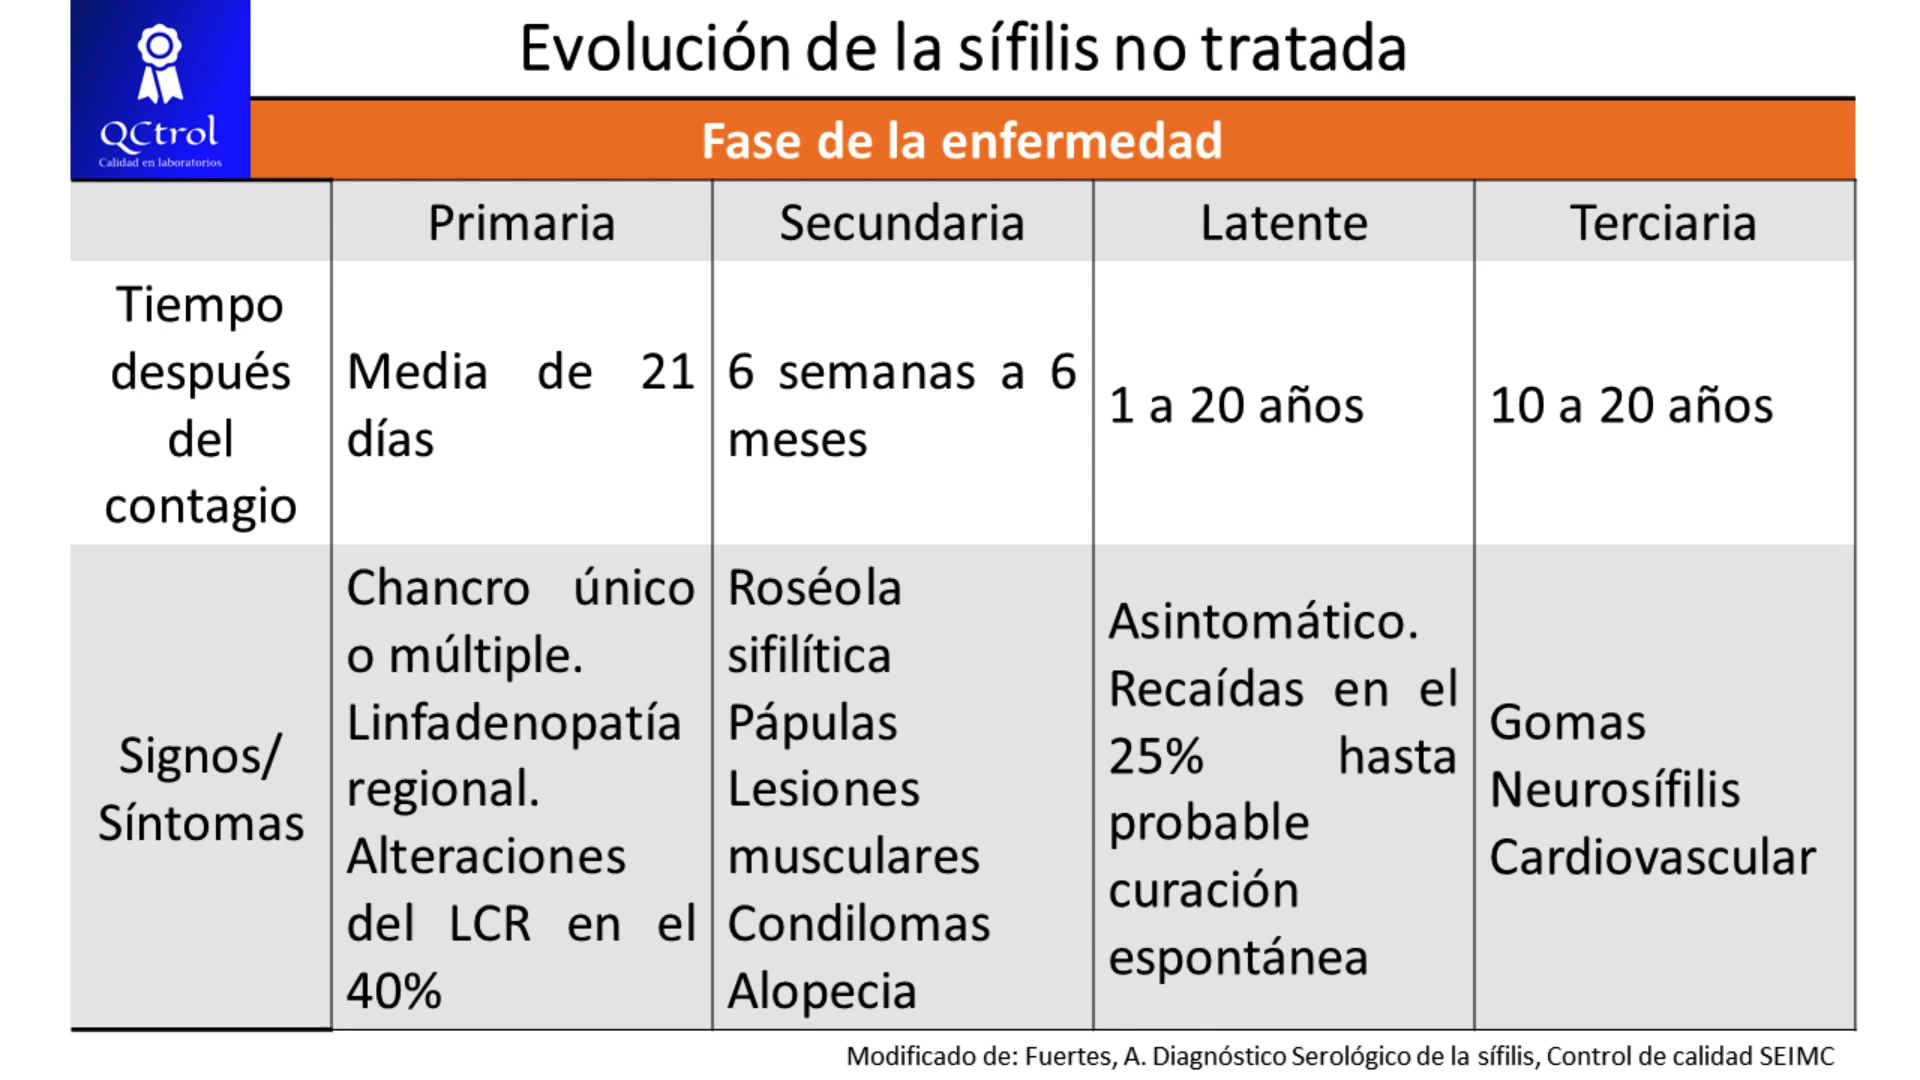 QCtrol
Calidad en laboratorios
Evolución de la sífilis no tratada
Fase de la enfermedad
Primaria
Secundaria
Latente
Terciaria
Tiempo
después
del
contagio
Media de 21
días
6 semanas a 6
meses
1 a 20 años
10 a 20 años
Signos/
Síntomas
Chancro único
o múltiple.
Linfadenopatía
regional.
Alteraciones
del LCR en el
40%
Roséola
sifilítica
Pápulas
Lesiones
musculares
Condilomas
Alopecia
Asintomático.
Recaídas en el
25% hasta
probable
curación
espontánea
Gomas
Neurosífilis
Cardiovascular
Modificado de: Fuertes, A. Diagnóstico Serológico de la sífilis, Control de calidad SEIMC